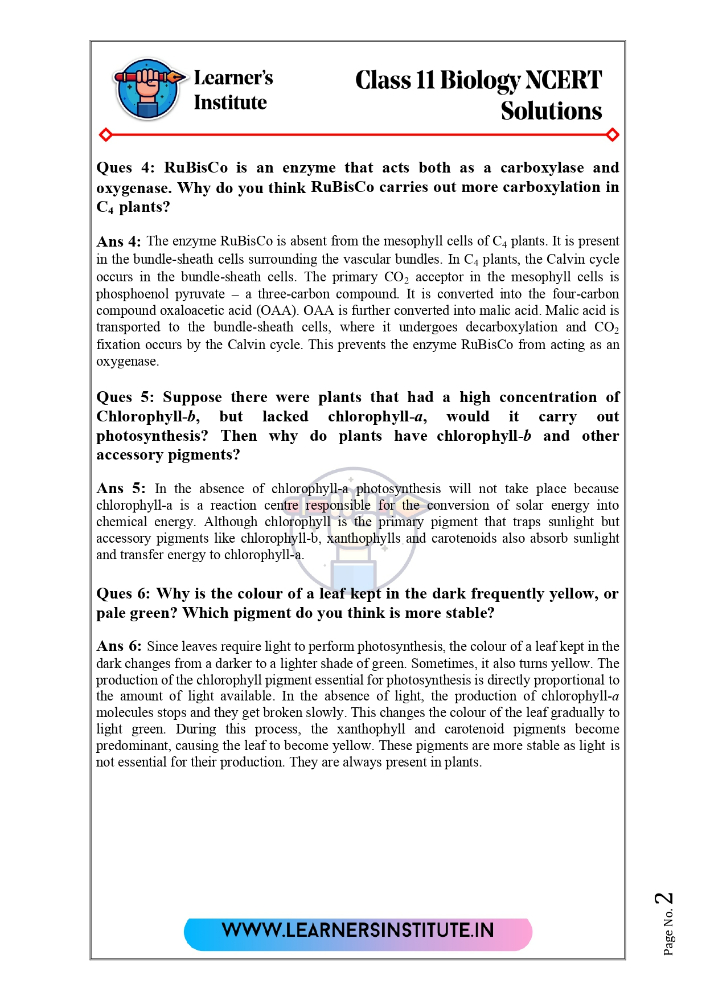 Learner's
Institute
Class 11 Biology NCERT
Solutions
Ques 4: RuBisCo is an enzyme that acts both as a carboxylase and
oxygenase. Why do you think RuBisCo carries out more carboxylation in
C₄ plants?
Ans 4: The enzyme RuBisCo is absent from the mesophyll cells of C₄ plants. It is present
in the bundle-sheath cells surrounding the vascular bundles. In C₄ plants, the Calvin cycle
occurs in the bundle-sheath cells. The primary CO₂ acceptor in the mesophyll cells is
phosphoenol pyruvate – a three-carbon compound. It is converted into the four-carbon
compound oxaloacetic acid (OAA). OAA is further converted into malic acid. Malic acid is
transported to the bundle-sheath cells, where it undergoes decarboxylation and CO₂
fixation occurs by the Calvin cycle. This prevents the enzyme RuBisCo from acting as an
oxygenase.
Ques 5: Suppose there were plants that had a high concentration of
Chlorophyll-b, but lacked chlorophyll-a, would it carry out
photosynthesis? Then why do plants have chlorophyll-b and other
accessory pigments?
Ans 5: In the absence of chlorophyll-a photosynthesis will not take place because
chlorophyll-a is a reaction centre responsible for the conversion of solar energy into
chemical energy. Although chlorophyll is the primary pigment that traps sunlight but
accessory pigments like chlorophyll-b, xanthophylls and carotenoids also absorb sunlight
and transfer energy to chlorophyll-a.
Ques 6: Why is the colour of a leaf kept in the dark frequently yellow, or
pale green? Which pigment do you think is more stable?
Ans 6: Since leaves require light to perform photosynthesis, the colour of a leaf kept in the
dark changes from a darker to a lighter shade of green. Sometimes, it also turns yellow. The
production of the chlorophyll pigment essential for photosynthesis is directly proportional to
the amount of light available. In the absence of light, the production of chlorophyll-a
molecules stops and they get broken slowly. This changes the colour of the leaf gradually to
light green. During this process, the xanthophyll and carotenoid pigments become
predominant, causing the leaf to become yellow. These pigments are more stable as light is
not essential for their production. They are always present in plants.
WWW.LEARNERSINSTITUTE.IN
Page No. 2